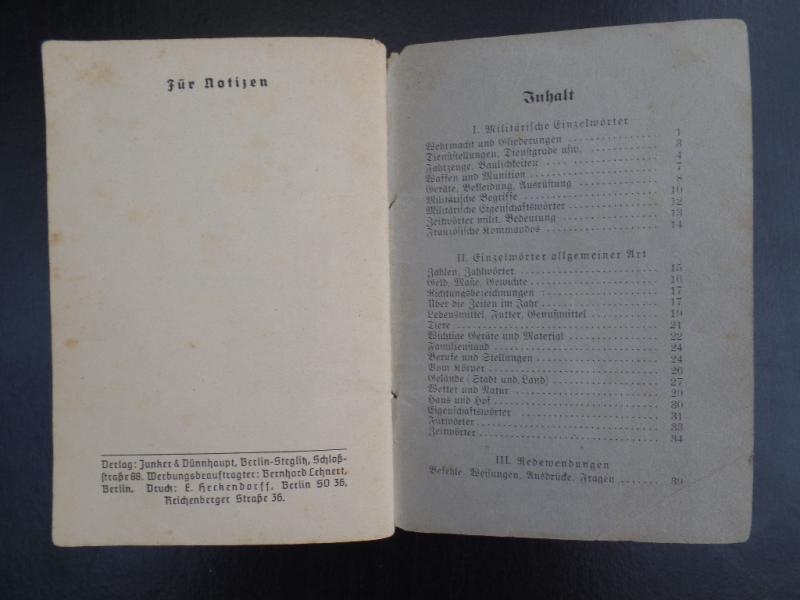 Für Notizen
Verlag: Junker & Dünnhaupt, Berlin-Steglitz, Schloß-
straße 88. Werbungsbeauftragter: Bernhard Lehnert,
Berlin. Druck: E. Heckendorff, Berlin SO 36,
Reichenberger Straße 36.
Inhalt
I. Militärische Einzelwörter
Wehrmacht und Gliederungen 1
Dienststellungen, Dienstgrade usw. 3
Fahrzeuge, Baulichkeiten 4
Waffen und Munition 7
Geräte, Bekleidung, Ausrüstung 8
Militärische Begriffe 10
Militärische Eigenschaftswörter 12
Zeitwörter milit. Bedeutung 13
Französische Kommandos 14
II. Einzelwörter allgemeiner Art
Zahlen, Zahlwörter 15
Geld, Maße, Gewichte 16
Richtungsbezeichnungen 17
Über die Zeiten im Jahr 17
Lebensmittel, Futter, Genußmittel 19
Tiere 21
Wichtige Geräte und Material 22
Familienstand 24
Berufe und Stellungen 24
Vom Körper 26
Gelände (Stadt und Land) 27
Wetter und Natur 29
Haus und Hof 30
Eigenschaftswörter 31
Fürwörter 33
Zeitwörter 34
III. Redewendungen
Befehle, Weisungen, Ausdrücke, Fragen 39